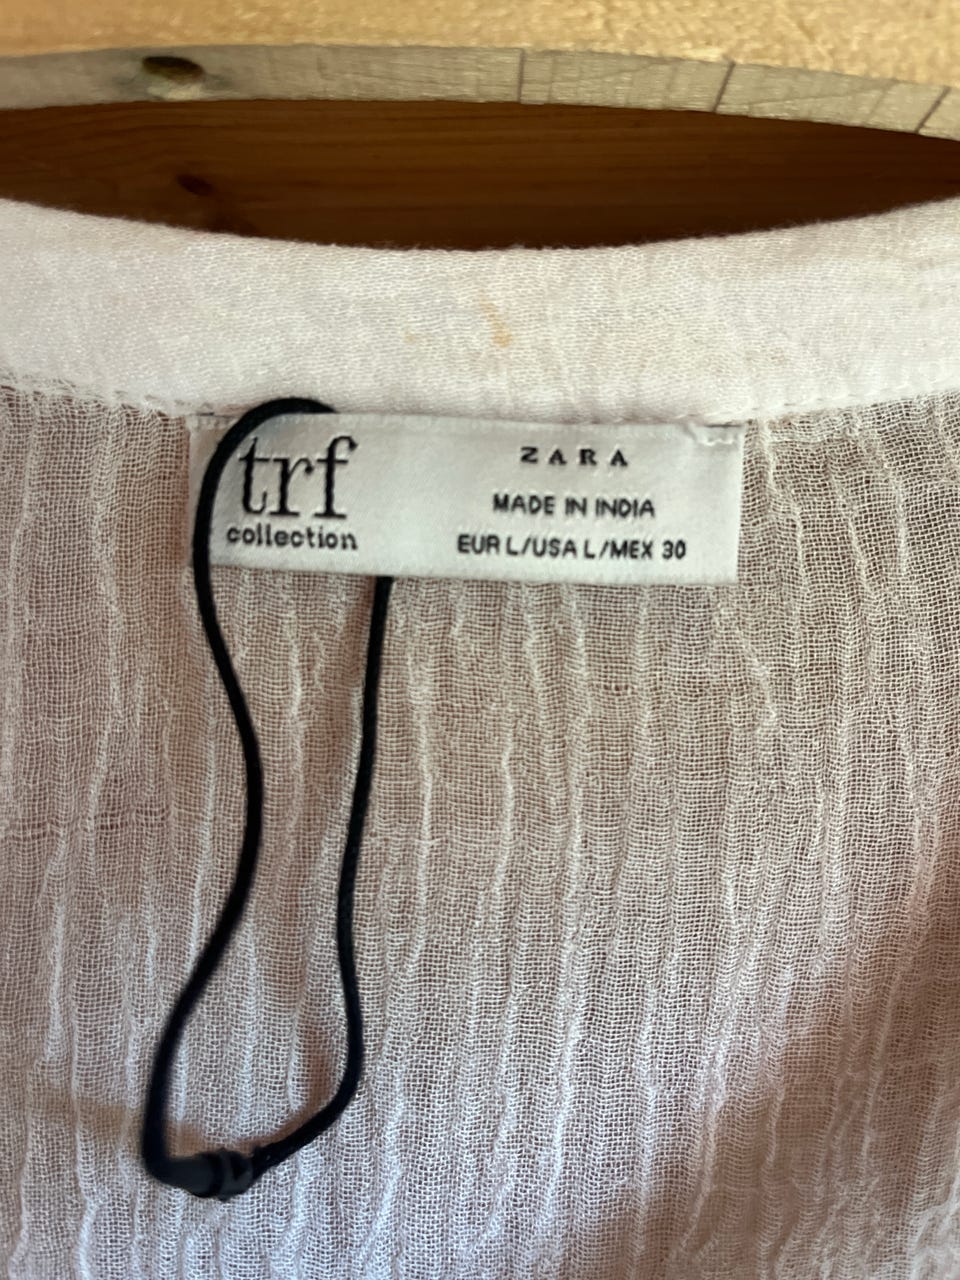 trf
collection
ZARA
MADE IN INDIA
EUR L/USA L/MEX 30